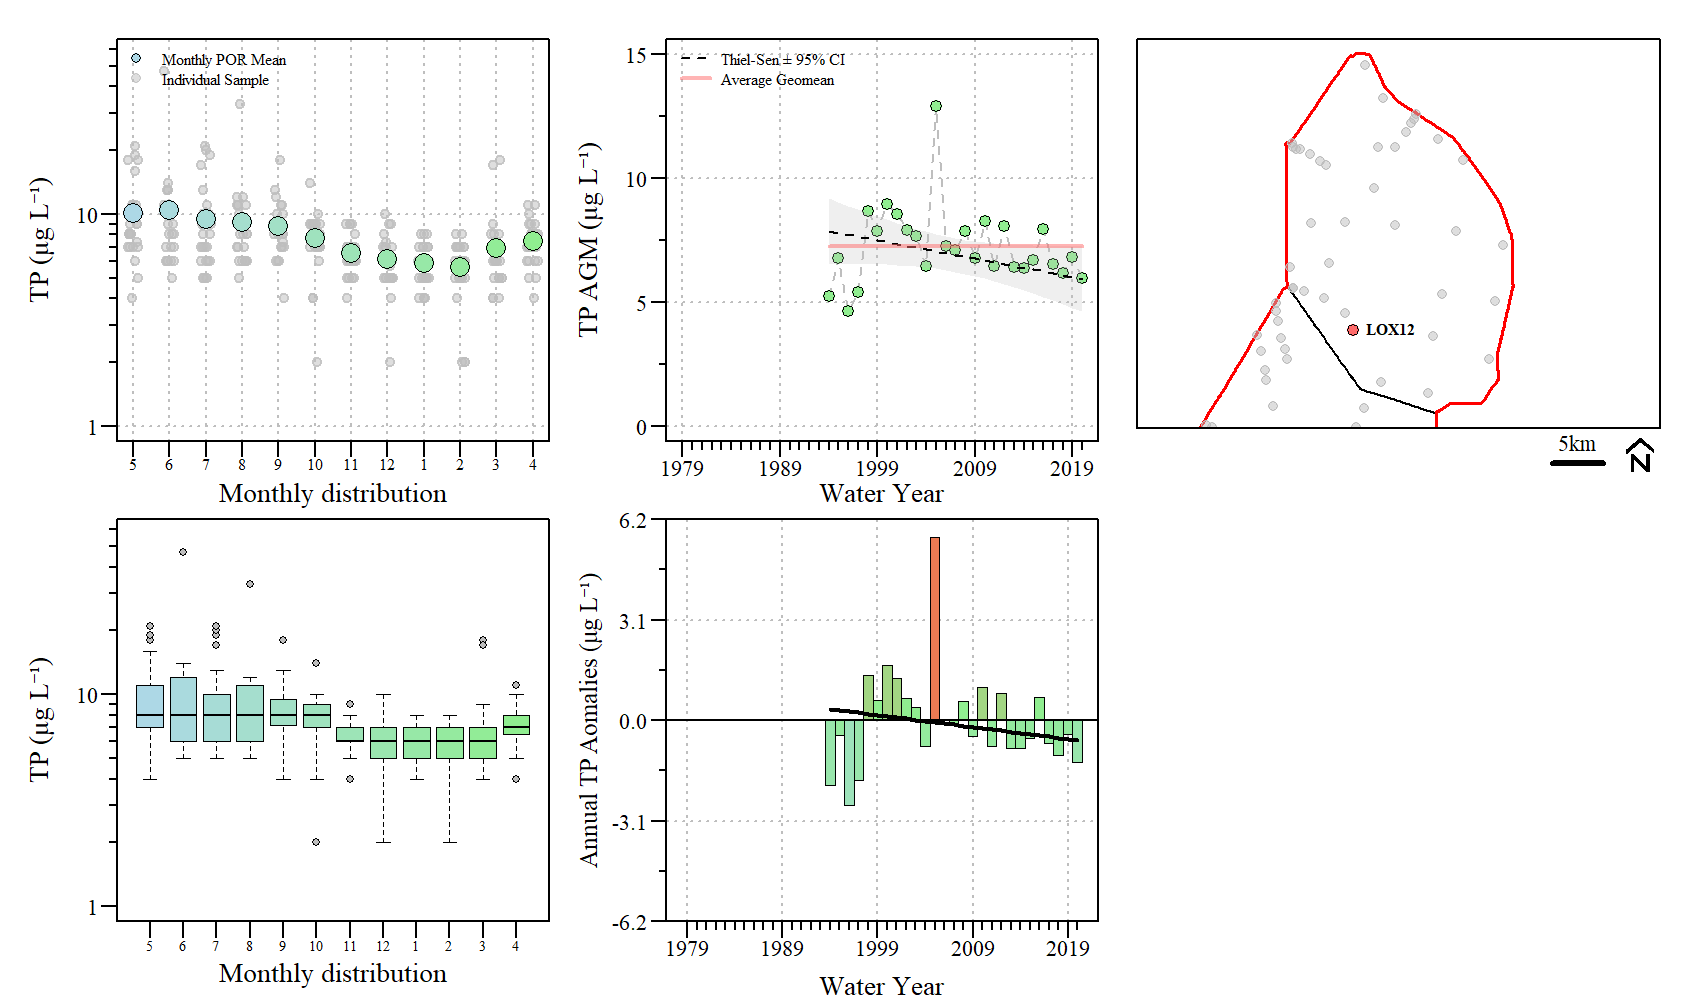 Monthly POR Mean
Individual Sample
TP (µg L⁻¹)
10
1
5 6 7 8 9 10 11 12 1 2 3 4
Monthly distribution
Thiel-Sen ± 95% CI
Average Geomean
TP AGM (µg L⁻¹)
15
10
5
0
1979 1989 1999 2009 2019
Water Year
LOX12
5km
N
TP (µg L⁻¹)
10
1
5 6 7 8 9 10 11 12 1 2 3 4
Monthly distribution
Annual TP Aomalies (µg L⁻¹)
6.2
3.1
0.0
-3.1
-6.2
1979 1989 1999 2009 2019
Water Year